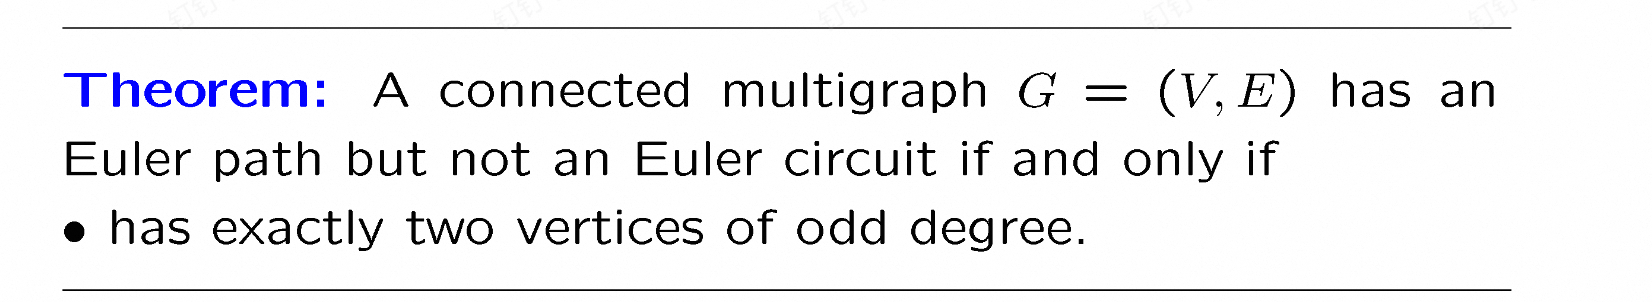 Theorem: A connected multigraph G = (V, E) has an
Euler path but not an Euler circuit if and only if
• has exactly two vertices of odd degree.